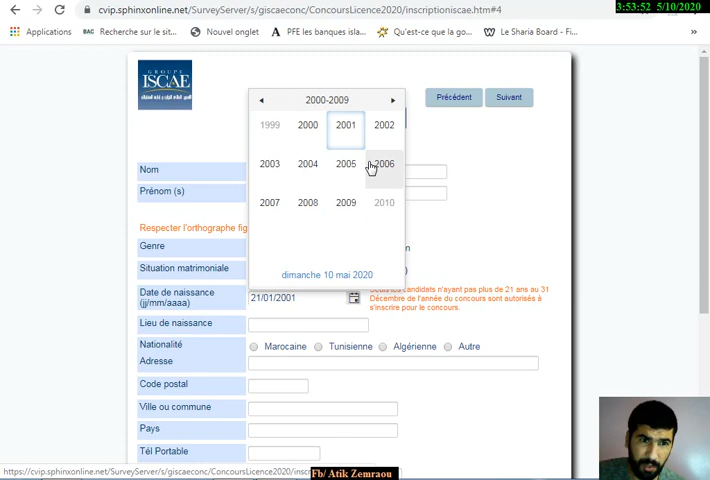 cvip.sphinxonline.net/SurveyServer/s/giscaeconc/ConcoursLicence2020/inscriptioniscae.htm#4
3:53:52 5/10/2020
Applications
BAC Recherche sur le sit...
Nouvel onglet
PFE les banques isla...
Qu'est-ce que la go...
W Le Sharia Board - Fi...
»
GROUPE
ISCAE
2000-2009
Précédent
Suivant
1999 2000 2001 2002
2003 2004 2005 2006
2007 2008 2009 2010
dimanche 10 mai 2020
Nom
Prénom (s)
Respecter l'orthographe fig
Genre
Situation matrimoniale
Date de naissance
(jj/mm/aaaa)
21/01/2001
Seuls les candidats n'ayant pas plus de 21 ans au 31
Décembre de l'année du concours sont autorisés à
s'inscrire pour le concours.
Lieu de naissance
Nationalité
Marocaine Tunisienne Algérienne Autre
Adresse
Code postal
Ville ou commune
Pays
Tél Portable
https://cvip.sphinxonline.net/SurveyServer/s/giscaeconc/ConcoursLicence2020/insc
Fb/ Atik Zemraou